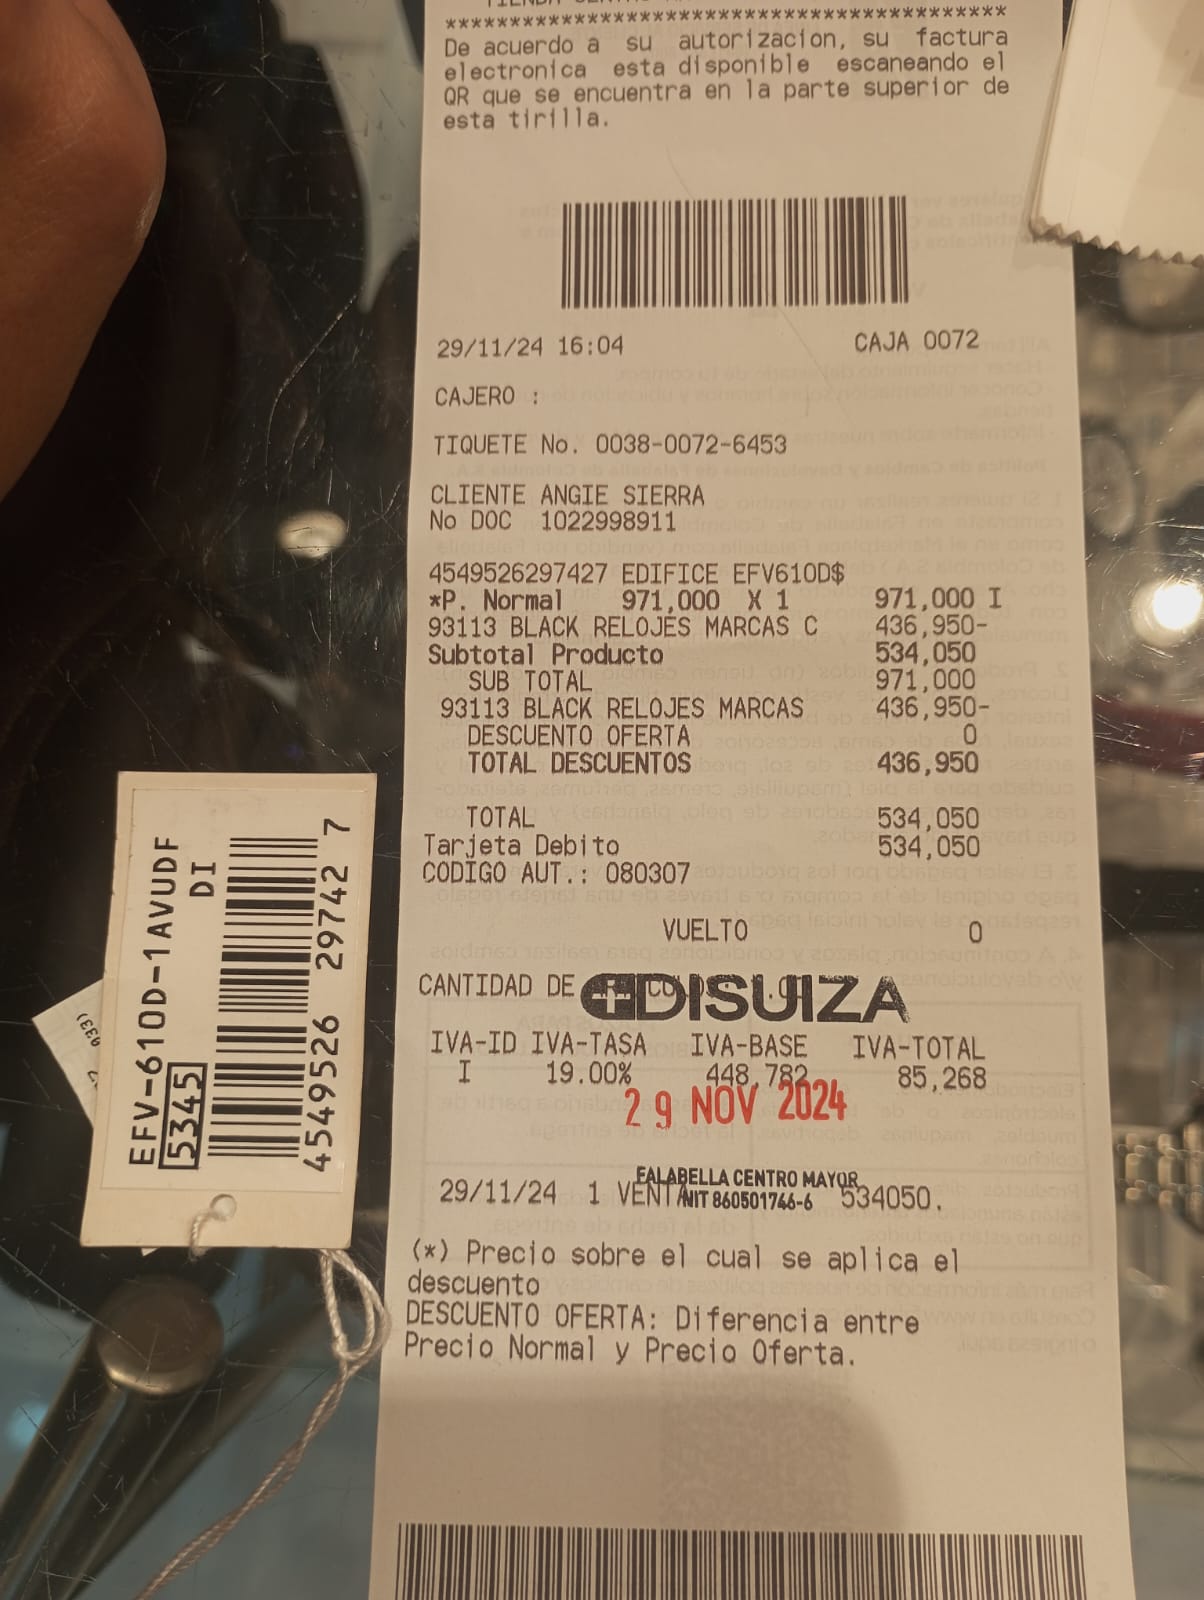 ******************************************
De acuerdo a su autorizacion, su factura
electronica esta disponible escaneando el
QR que se encuentra en la parte superior de
esta tirilla.
29/11/24 16:04 CAJA 0072
CAJERO :
TIQUETE No. 0038-0072-6453
CLIENTE ANGIE SIERRA
No DOC 1022998911
4549526297427 EDIFICE EFV610D$
*P. Normal 971,000 X 1 971,000 I
93113 BLACK RELOJES MARCAS C 436,950-
Subtotal Producto 534,050
SUB TOTAL 971,000
93113 BLACK RELOJES MARCAS 436,950-
DESCUENTO OFERTA 0
TOTAL DESCUENTOS 436,950
TOTAL 534,050
Tarjeta Debito 534,050
CODIGO AUT.: 080307
VUELTO 0
CANTIDAD DE
DISUIZA
IVA-ID IVA-TASA IVA-BASE IVA-TOTAL
I 19.00% 448,782 85,268
29 NOV 2024
FALABELLA CENTRO MAYOR
NIT 860501746-6
29/11/24 1 VENTA 534050.
(*) Precio sobre el cual se aplica el
descuento
DESCUENTO OFERTA: Diferencia entre
Precio Normal y Precio Oferta.
EFV-610D-1AVUDF
DI
5345
4549526 29742 7